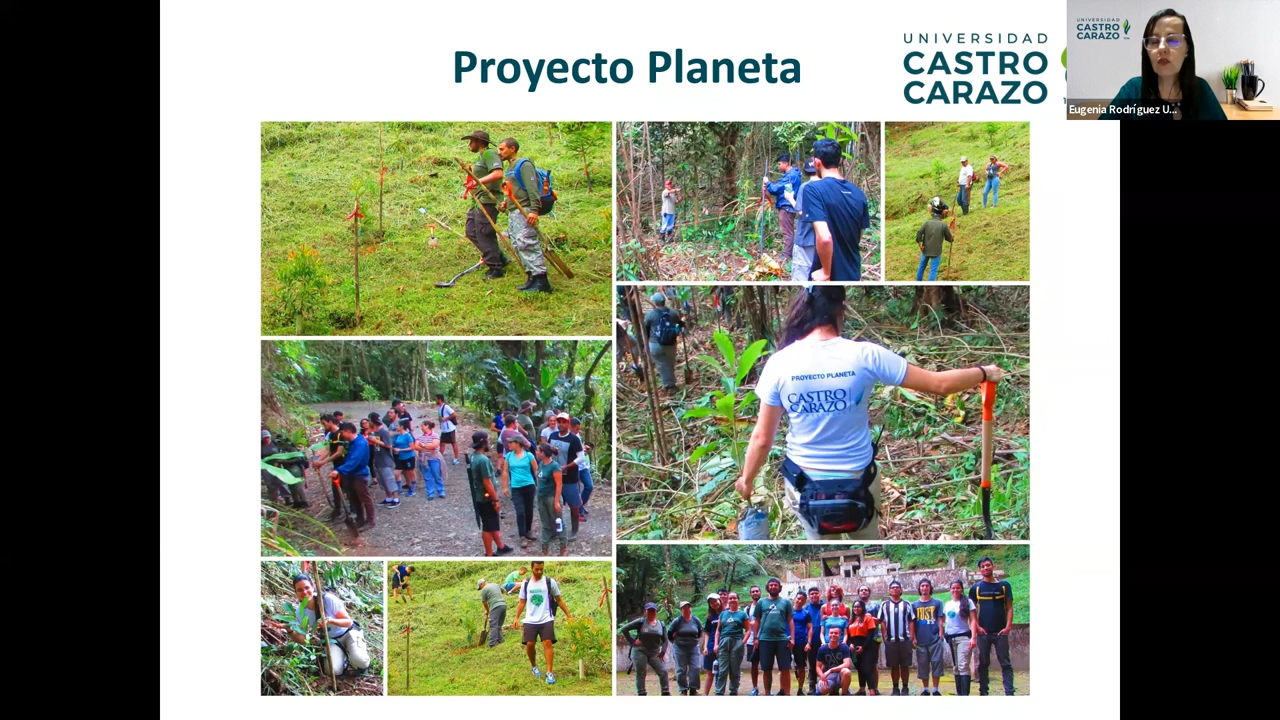 Proyecto Planeta
UNIVERSIDAD
CASTRO
CARAZO
UNIVERSIDAD
CASTRO
CARAZO
Eugenia Rodríguez U...
PROYECTO PLANETA
CASTRO
CARAZO